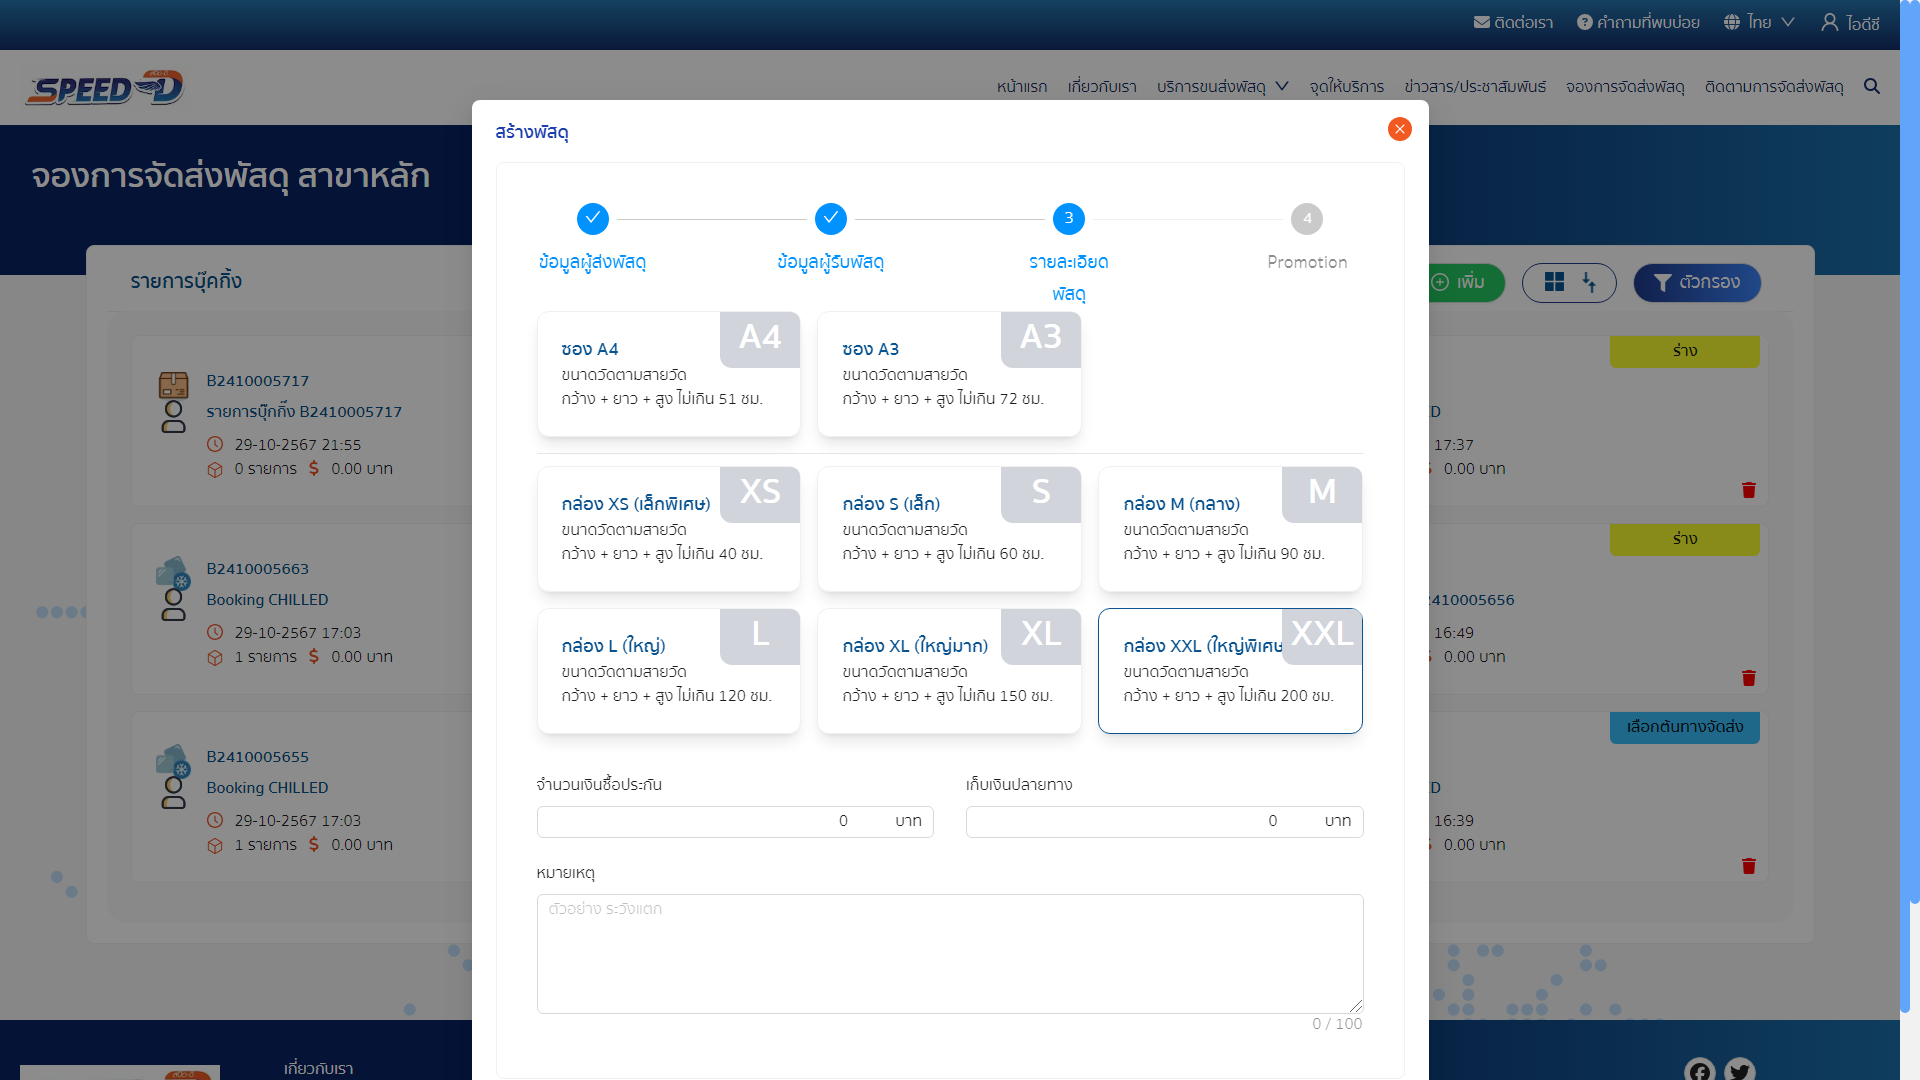 ติดต่อเรา
คำถามที่พบบ่อย
ไทย
ไอดีซี
SPEED D
หน้าแรก
เกี่ยวกับเรา
บริการขนส่งพัสดุ
จุดให้บริการ
ข่าวสาร/ประชาสัมพันธ์
จองการจัดส่งพัสดุ
ติดตามการจัดส่งพัสดุ
จองการจัดส่งพัสดุ สาขาหลัก
รายการบุ๊คกิ้ง
เพิ่ม
ตัวกรอง
B2410005717
รายการบุ๊กกิ้ง B2410005717
29-10-2567 21:55
0 รายการ $ 0.00 บาท
B2410005663
Booking CHILLED
29-10-2567 17:03
1 รายการ $ 0.00 บาท
B2410005655
Booking CHILLED
29-10-2567 17:03
1 รายการ $ 0.00 บาท
สร้างพัสดุ
ข้อมูลผู้ส่งพัสดุ
ข้อมูลผู้รับพัสดุ
3
รายละเอียด
พัสดุ
4
Promotion
A4
ซอง A4
ขนาดวัดตามสายวัด
กว้าง + ยาว + สูง ไม่เกิน 51 ซม.
A3
ซอง A3
ขนาดวัดตามสายวัด
กว้าง + ยาว + สูง ไม่เกิน 72 ซม.
XS
กล่อง XS (เล็กพิเศษ)
ขนาดวัดตามสายวัด
กว้าง + ยาว + สูง ไม่เกิน 40 ซม.
S
กล่อง S (เล็ก)
ขนาดวัดตามสายวัด
กว้าง + ยาว + สูง ไม่เกิน 60 ซม.
M
กล่อง M (กลาง)
ขนาดวัดตามสายวัด
กว้าง + ยาว + สูง ไม่เกิน 90 ซม.
L
กล่อง L (ใหญ่)
ขนาดวัดตามสายวัด
กว้าง + ยาว + สูง ไม่เกิน 120 ซม.
XL
กล่อง XL (ใหญ่มาก)
ขนาดวัดตามสายวัด
กว้าง + ยาว + สูง ไม่เกิน 150 ซม.
XXL
กล่อง XXL (ใหญ่พิเศษ
ขนาดวัดตามสายวัด
กว้าง + ยาว + สูง ไม่เกิน 200 ซม.
จำนวนเงินซื้อประกัน
0 บาท
เก็บเงินปลายทาง
0 บาท
หมายเหตุ
ตัวอย่าง ระวังแตก
0 / 100
ร่าง
D
17:37
0.00 บาท
ร่าง
2410005656
16:49
0.00 บาท
เลือกต้นทางจัดส่ง
D
16:39
0.00 บาท
เกี่ยวกับเรา